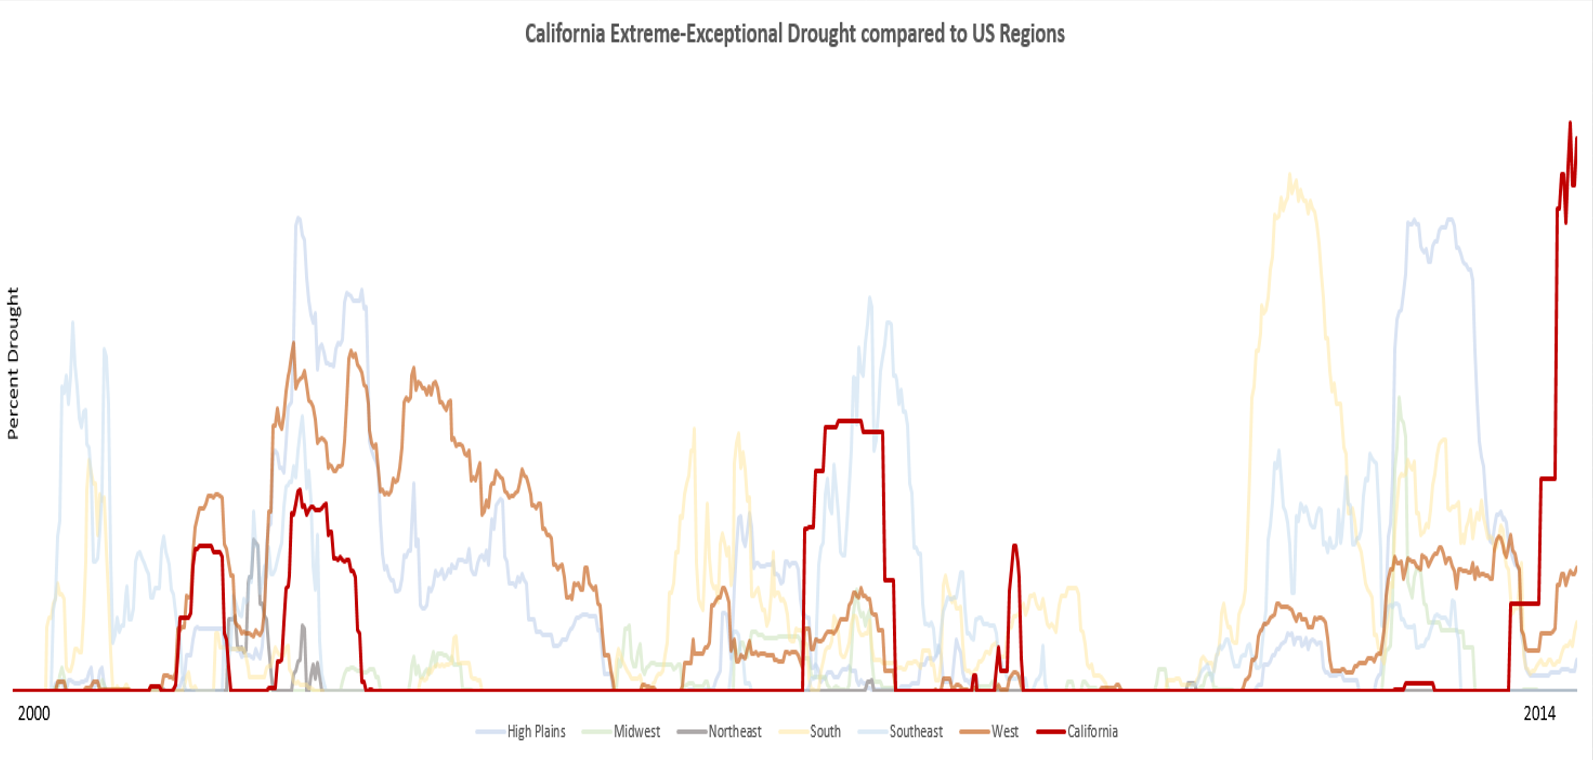 California Extreme-Exceptional Drought compared to US Regions
Percent Drought
2000 2014
High Plains Midwest Northeast South Southeast West California